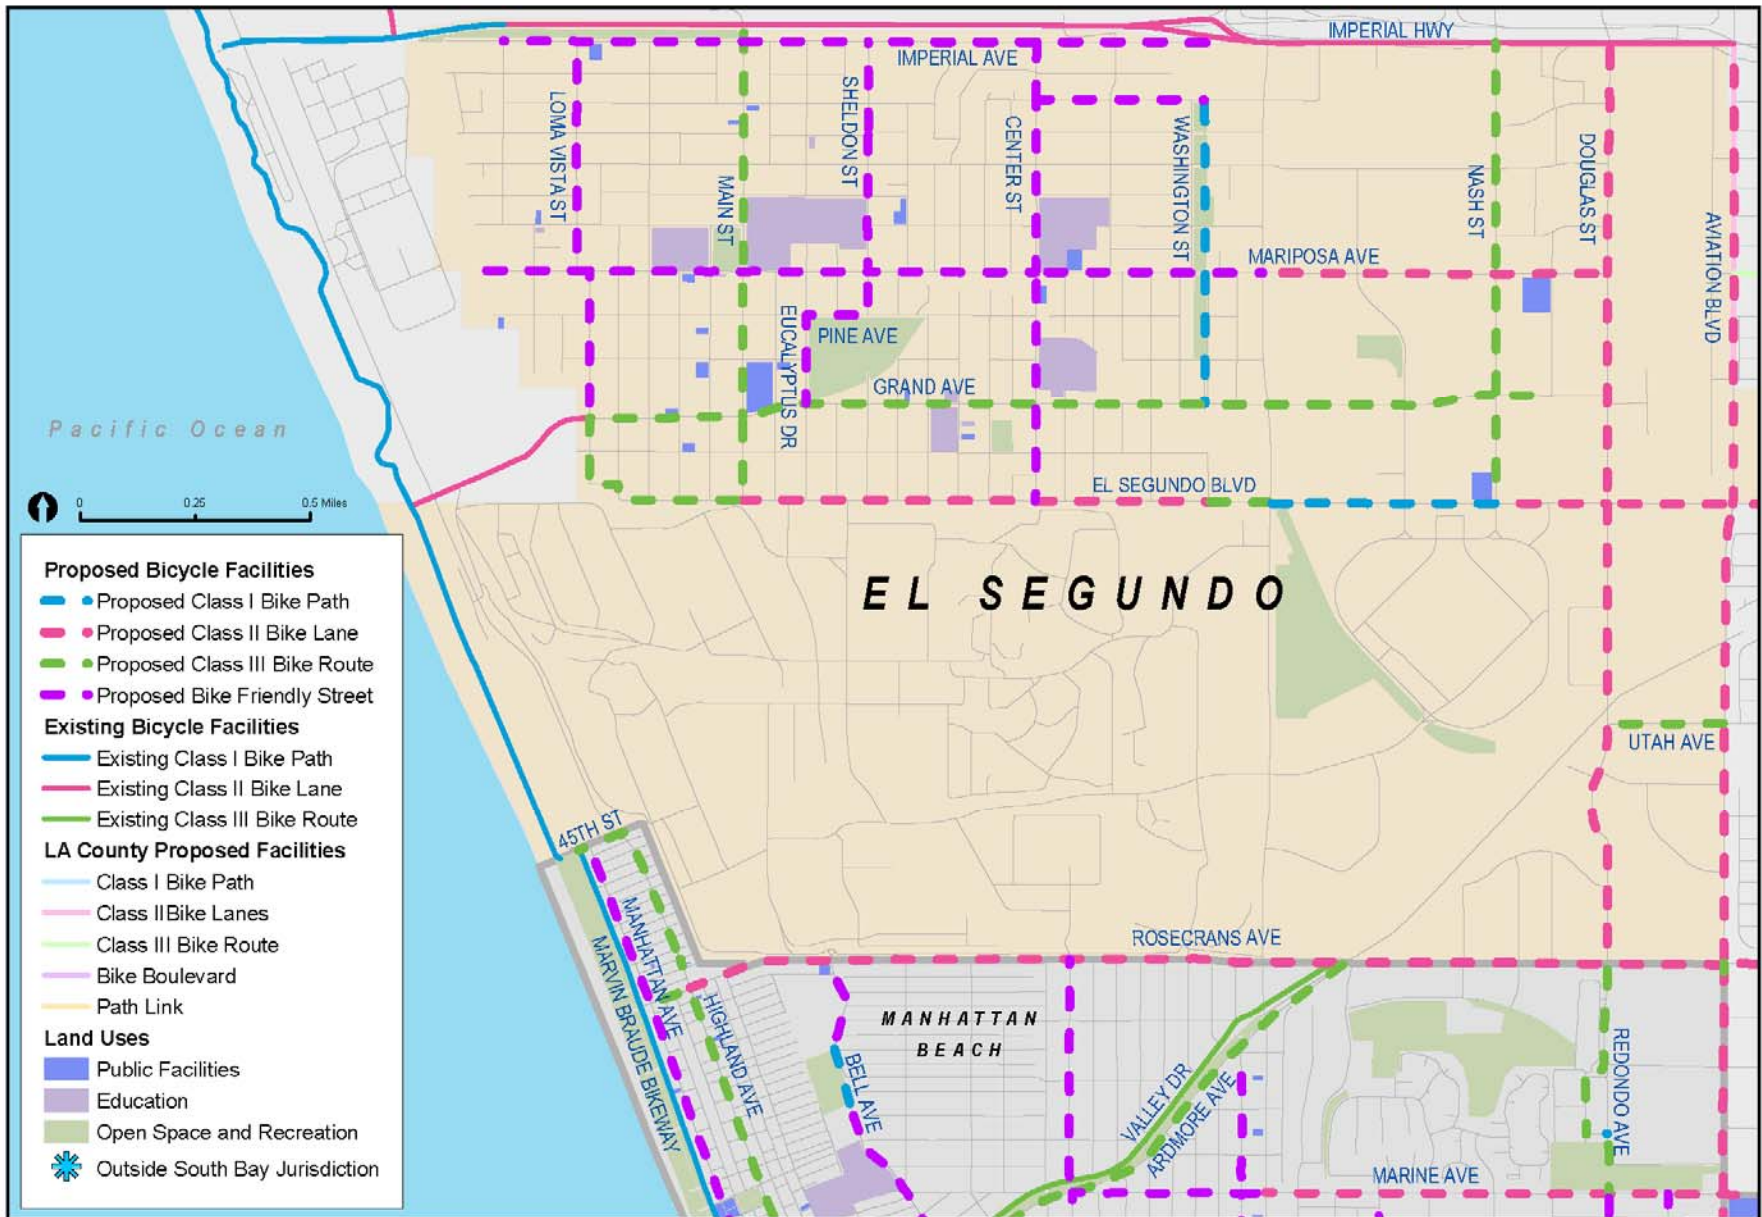 IMPERIAL HWY
IMPERIAL AVE
LOMA VISTA ST
MAIN ST
SHELDON ST
CENTER ST
WASHINGTON ST
NASH ST
DOUGLAS ST
AVIATION BLVD
MARIPOSA AVE
EUCALYPTUS DR
PINE AVE
GRAND AVE
Pacific Ocean
EL SEGUNDO BLVD
0 0.25 0.5 Miles
EL SEGUNDO
Proposed Bicycle Facilities
Proposed Class I Bike Path
Proposed Class II Bike Lane
Proposed Class III Bike Route
Proposed Bike Friendly Street
Existing Bicycle Facilities
Existing Class I Bike Path
Existing Class II Bike Lane
Existing Class III Bike Route
LA County Proposed Facilities
Class I Bike Path
Class II Bike Lanes
Class III Bike Route
Bike Boulevard
Path Link
Land Uses
Public Facilities
Education
Open Space and Recreation
Outside South Bay Jurisdiction
UTAH AVE
45TH ST
ROSECRANS AVE
MANHATTAN AVE
MARVIN BRAUDE BIKEWAY
HIGHLAND AVE
MANHATTAN
BEACH
BELL AVE
VALLEY DR
ARDMORE AVE
REDONDO AVE
MARINE AVE